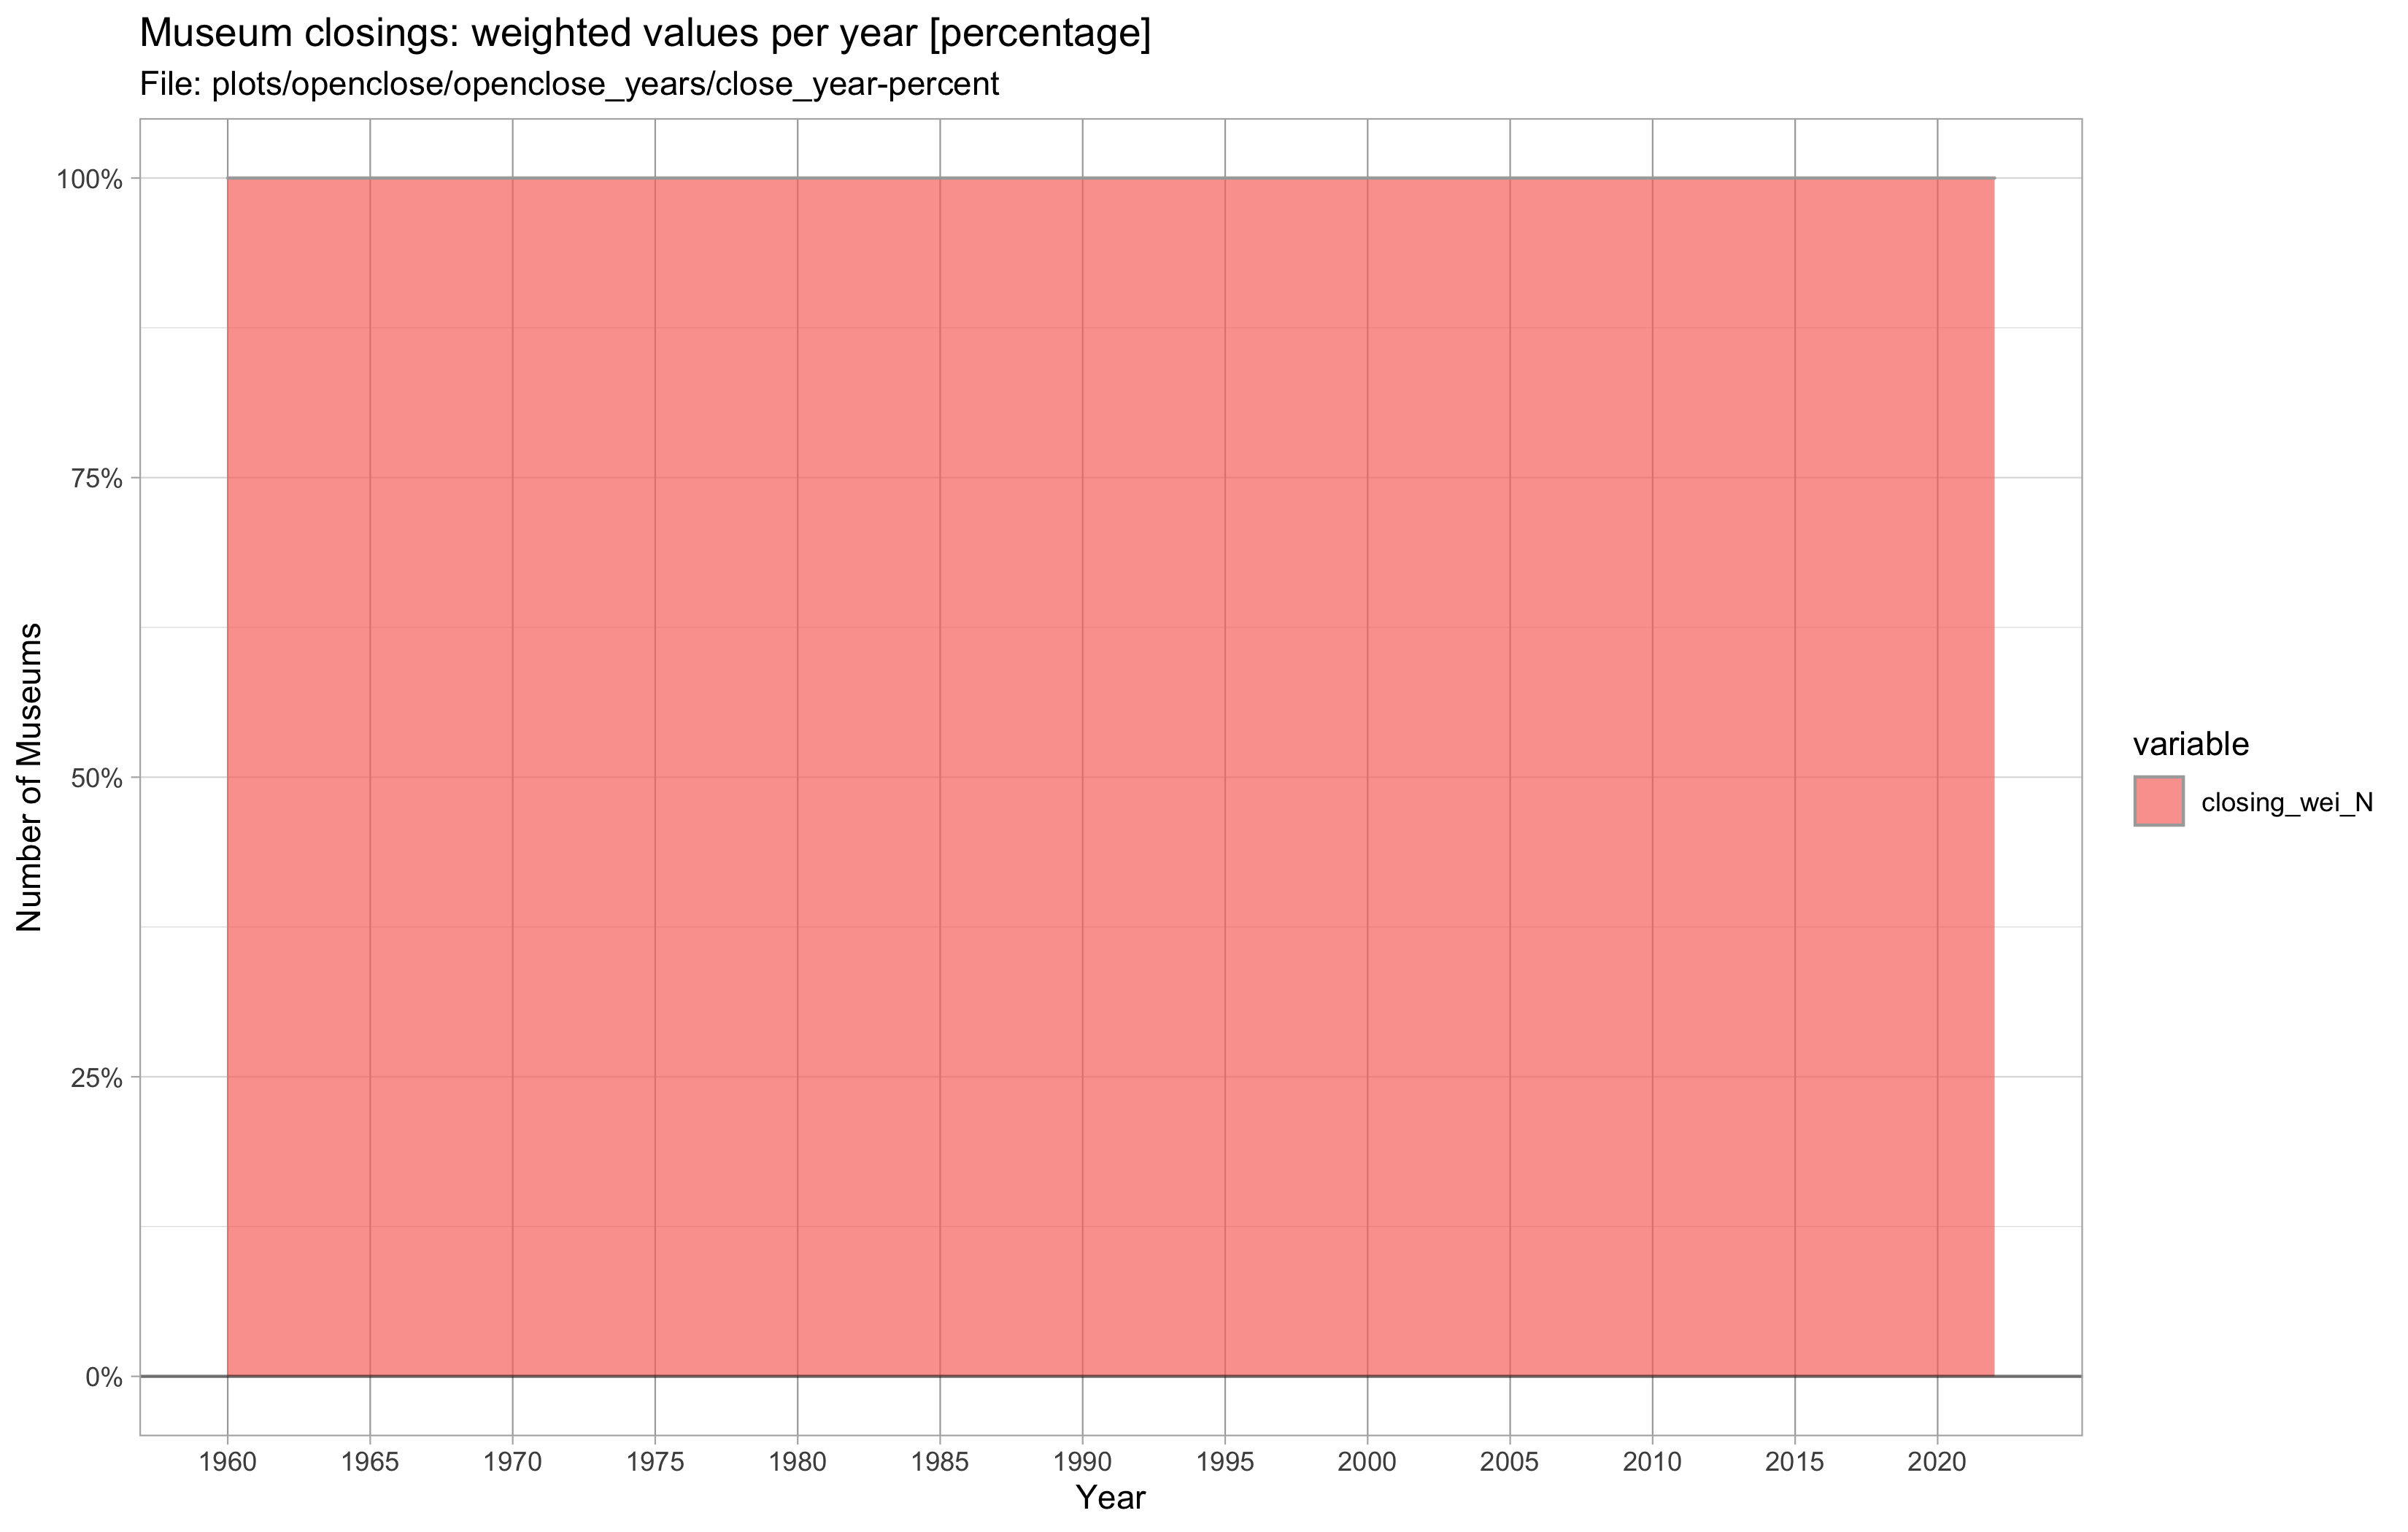 Museum closings: weighted values per year [percentage]
File: plots/openclose/openclose_years/close_year-percent
Number of Museums
100%
75%
50%
25%
0%
1960 1965 1970 1975 1980 1985 1990 1995 2000 2005 2010 2015 2020
Year
variable
closing_wei_N